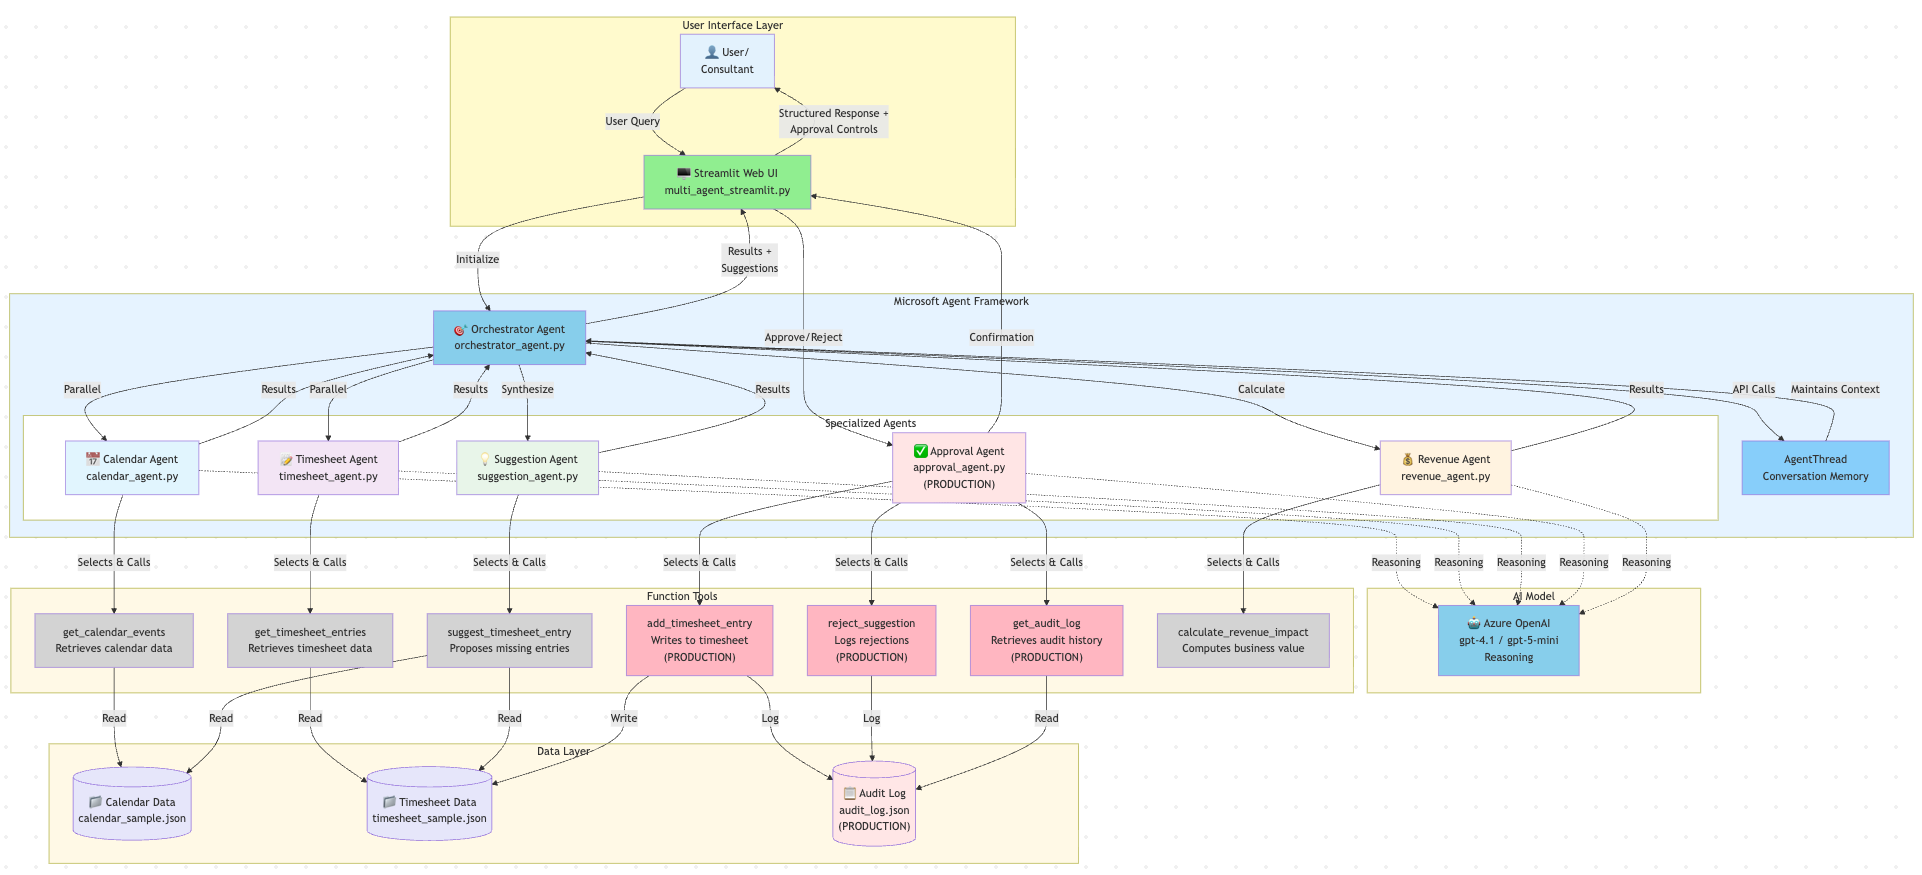 User Interface Layer
User/
Consultant
User Query
Structured Response +
Approval Controls
Streamlit Web UI
multi_agent_streamlit.py
Initialize
Results +
Suggestions
Microsoft Agent Framework
Orchestrator Agent
orchestrator_agent.py
Approve/Reject
Confirmation
Parallel
Results
Parallel
Results
Synthesize
Results
Calculate
Results
API Calls
Maintains Context
Specialized Agents
Calendar Agent
calendar_agent.py
Timesheet Agent
timesheet_agent.py
Suggestion Agent
suggestion_agent.py
Approval Agent
approval_agent.py
(PRODUCTION)
Revenue Agent
revenue_agent.py
AgentThread
Conversation Memory
Selects & Calls
Selects & Calls
Selects & Calls
Selects & Calls
Selects & Calls
Selects & Calls
Selects & Calls
Reasoning
Reasoning
Reasoning
Reasoning
Reasoning
Function Tools
get_calendar_events
Retrieves calendar data
get_timesheet_entries
Retrieves timesheet data
suggest_timesheet_entry
Proposes missing entries
add_timesheet_entry
Writes to timesheet
(PRODUCTION)
reject_suggestion
Logs rejections
(PRODUCTION)
get_audit_log
Retrieves audit history
(PRODUCTION)
calculate_revenue_impact
Computes business value
AI Model
Azure OpenAI
gpt-4.1 / gpt-5-mini
Reasoning
Read
Read
Read
Read
Write
Log
Log
Read
Data Layer
Calendar Data
calendar_sample.json
Timesheet Data
timesheet_sample.json
Audit Log
audit_log.json
(PRODUCTION)